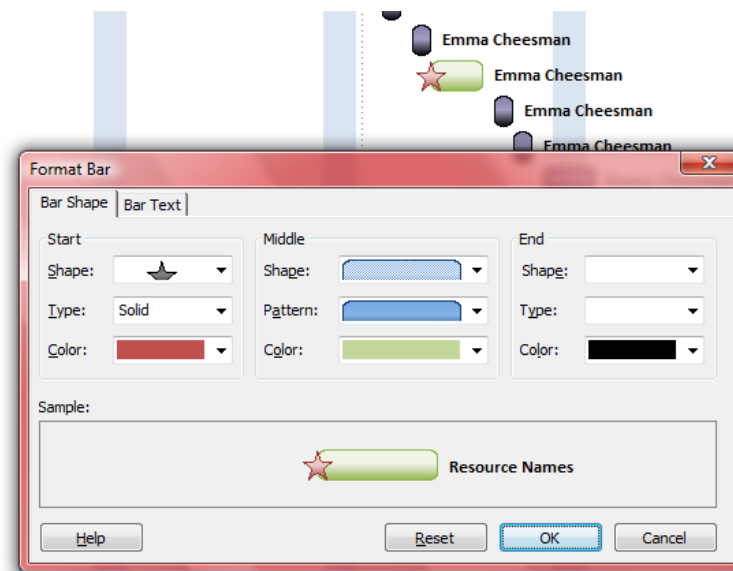 Emma Cheesman
Emma Cheesman
Emma Cheesman
Emma Cheesman
Format Bar
Bar Shape Bar Text
Start Middle End
Shape: Shape: Shape:
Type: Solid Pattern: Type:
Color: Color: Color:
Sample:
Resource Names
Help Reset OK Cancel